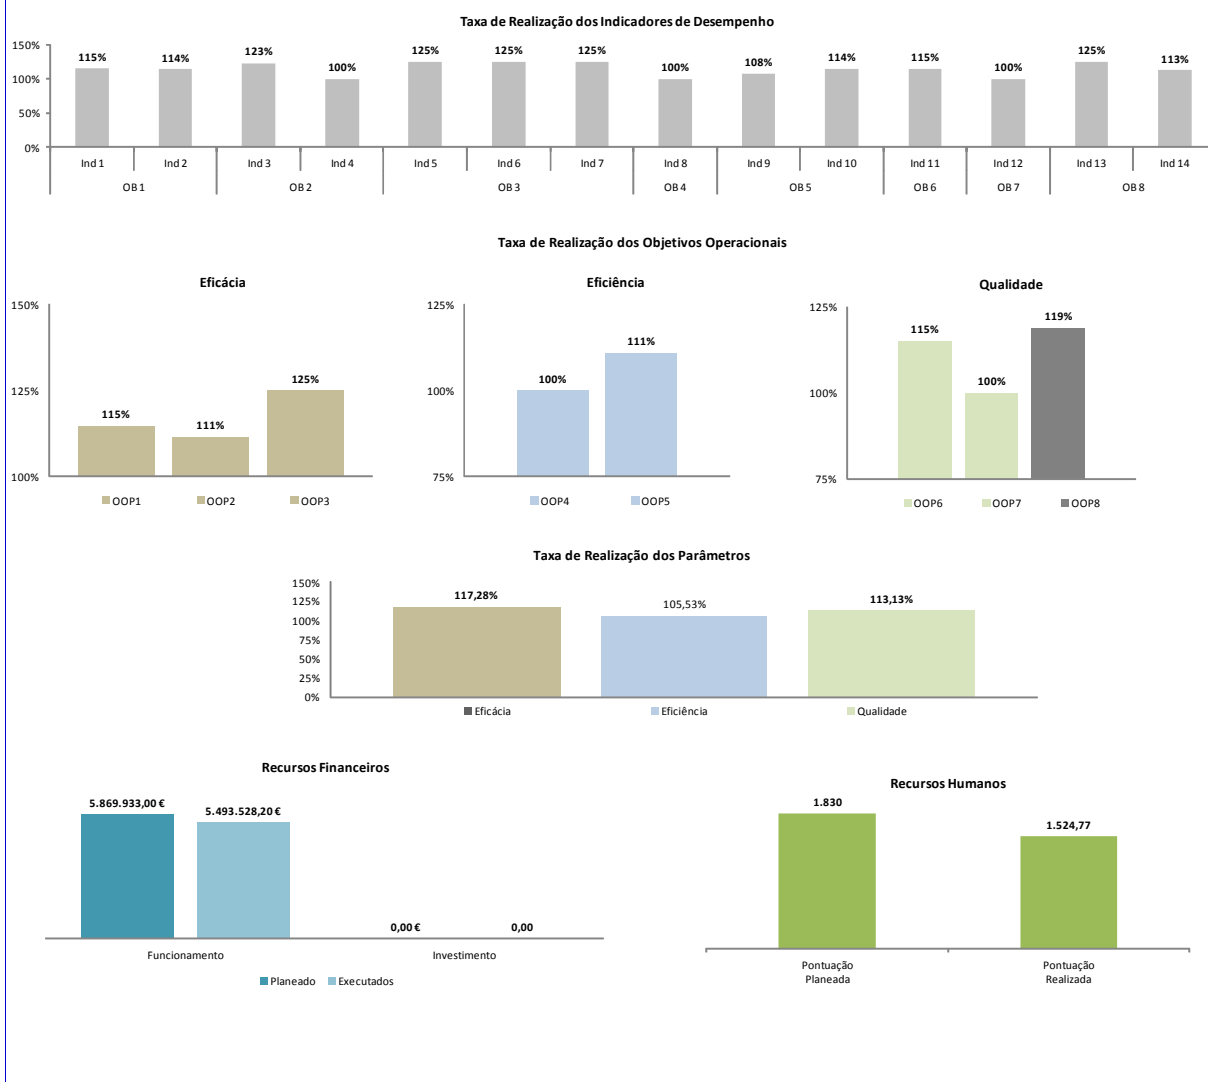 Taxa de Realização dos Indicadores de Desempenho
150%
100%
50%
0%
115%
114%
123%
100%
125%
125%
125%
100%
108%
114%
115%
100%
125%
113%
Ind 1
Ind 2
Ind 3
Ind 4
Ind 5
Ind 6
Ind 7
Ind 8
Ind 9
Ind 10
Ind 11
Ind 12
Ind 13
Ind 14
OB 1
OB 2
OB 3
OB 4
OB 5
OB 6
OB 7
OB 8
Taxa de Realização dos Objetivos Operacionais
Eficácia
150%
125%
100%
115%
111%
125%
OOP1
OOP2
OOP3
Eficiência
125%
100%
75%
100%
111%
OOP4
OOP5
Qualidade
125%
100%
75%
115%
100%
119%
OOP6
OOP7
OOP8
Taxa de Realização dos Parâmetros
150%
125%
100%
75%
50%
25%
0%
117,28%
105,53%
113,13%
Eficácia
Eficiência
Qualidade
Recursos Financeiros
5.869.933,00 €
5.493.528,20 €
0,00 €
0,00
Funcionamento
Investimento
Planeado
Executados
Recursos Humanos
1.830
1.524,77
Pontuação
Planeada
Pontuação
Realizada